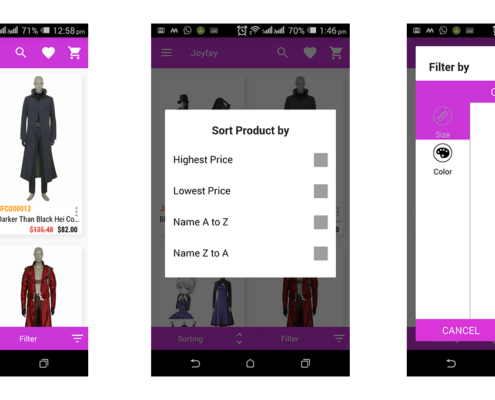 71% 12:58 pm
JFCO00013
Darker Than Black Hei Co...
$135.48 $82.00
Filter
70% 1:46 pm
Joyfay
Sort Product by
Highest Price
Lowest Price
Name A to Z
Name Z to A
Sorting
Filter
Filter by
Size
Color
CANCEL